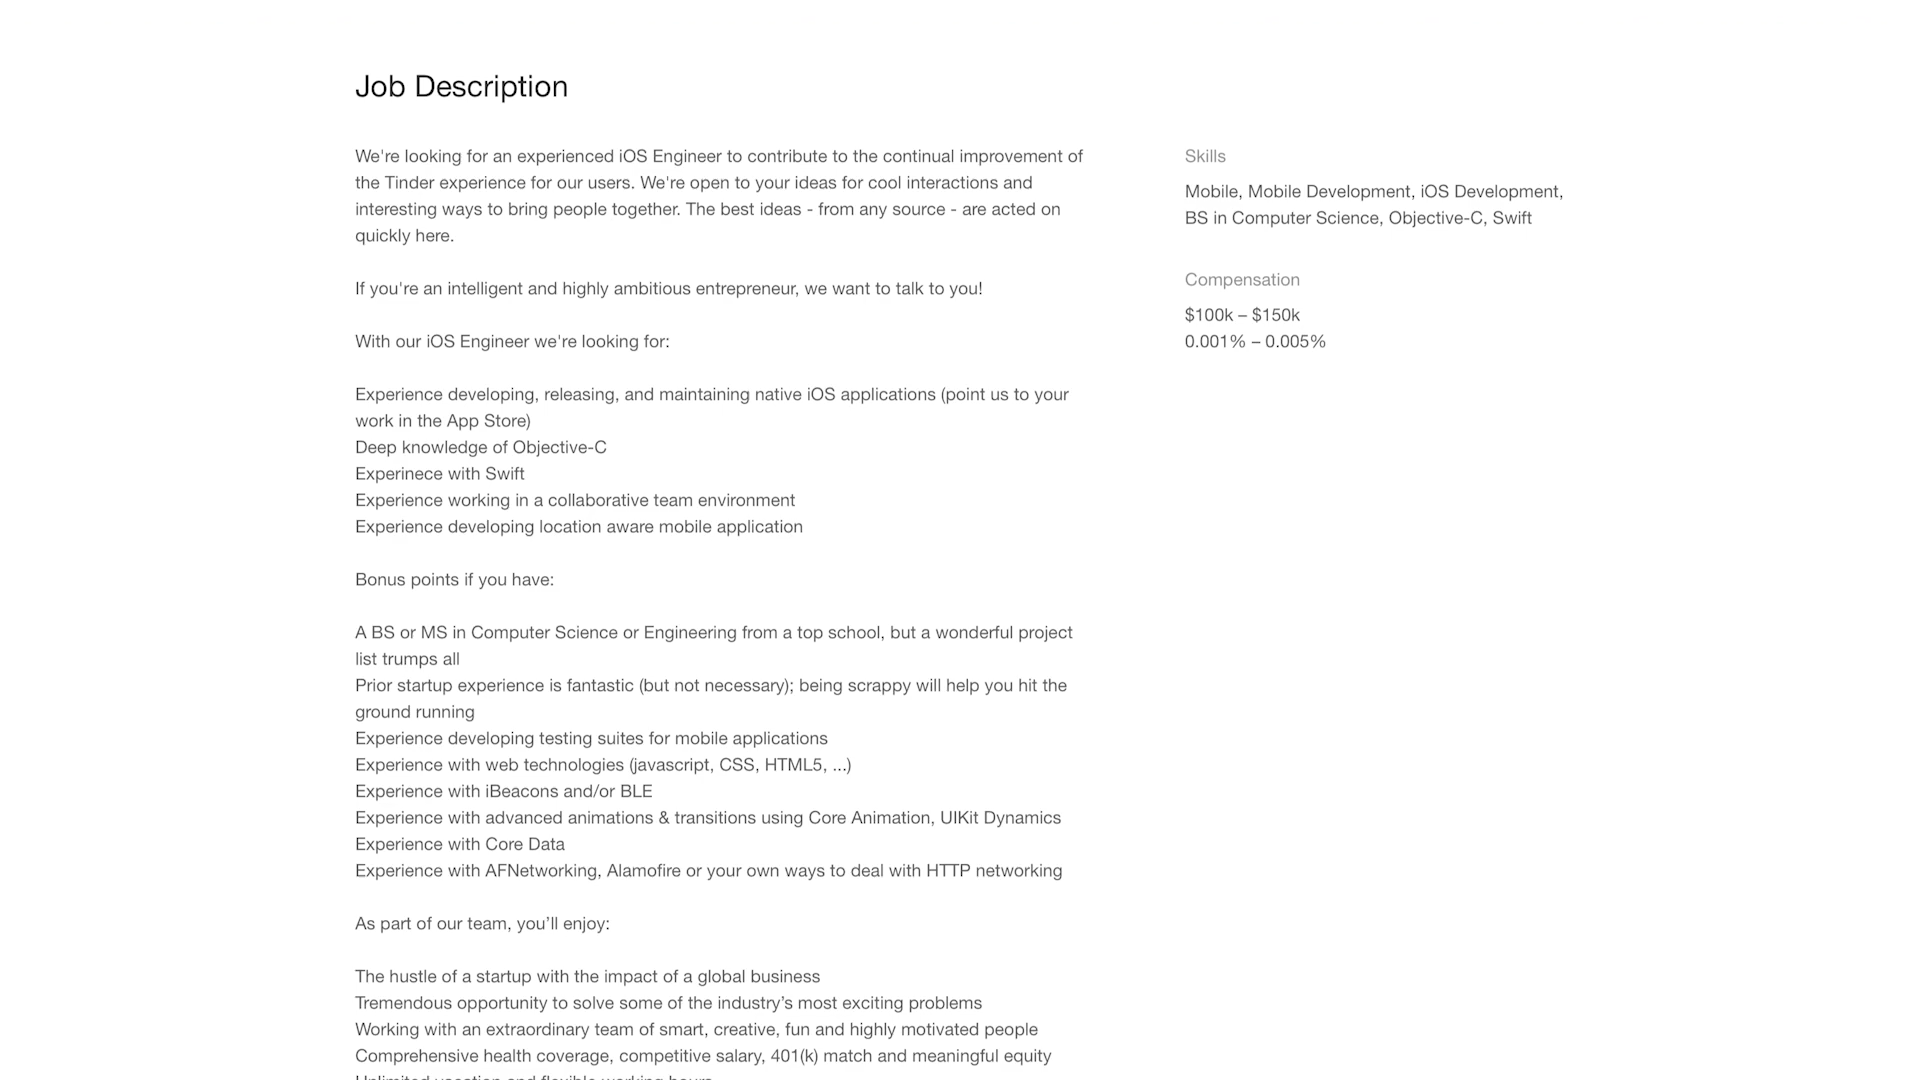 Job Description
We're looking for an experienced iOS Engineer to contribute to the continual improvement of
the Tinder experience for our users. We're open to your ideas for cool interactions and
interesting ways to bring people together. The best ideas - from any source - are acted on
quickly here.
If you're an intelligent and highly ambitious entrepreneur, we want to talk to you!
With our iOS Engineer we're looking for:
Experience developing, releasing, and maintaining native iOS applications (point us to your
work in the App Store)
Deep knowledge of Objective-C
Experinece with Swift
Experience working in a collaborative team environment
Experience developing location aware mobile application
Bonus points if you have:
A BS or MS in Computer Science or Engineering from a top school, but a wonderful project
list trumps all
Prior startup experience is fantastic (but not necessary); being scrappy will help you hit the
ground running
Experience developing testing suites for mobile applications
Experience with web technologies (javascript, CSS, HTML5, ...)
Experience with iBeacons and/or BLE
Experience with advanced animations & transitions using Core Animation, UIKit Dynamics
Experience with Core Data
Experience with AFNetworking, Alamofire or your own ways to deal with HTTP networking
As part of our team, you’ll enjoy:
The hustle of a startup with the impact of a global business
Tremendous opportunity to solve some of the industry’s most exciting problems
Working with an extraordinary team of smart, creative, fun and highly motivated people
Comprehensive health coverage, competitive salary, 401(k) match and meaningful equity
Unlimited vacation and flexible working hours
Skills
Mobile, Mobile Development, iOS Development,
BS in Computer Science, Objective-C, Swift
Compensation
$100k – $150k
0.001% – 0.005%